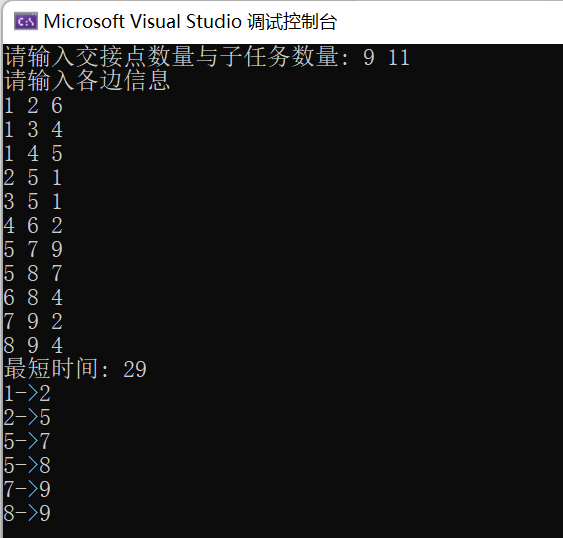 Microsoft Visual Studio 调试控制台
请输入交接点数量与子任务数量: 9 11
请输入各边信息
1 2 6
1 3 4
1 4 5
2 5 1
3 5 1
4 6 2
5 7 9
5 8 7
6 8 4
7 9 2
8 9 4
最短时间: 29
1->2
2->5
5->7
5->8
7->9
8->9